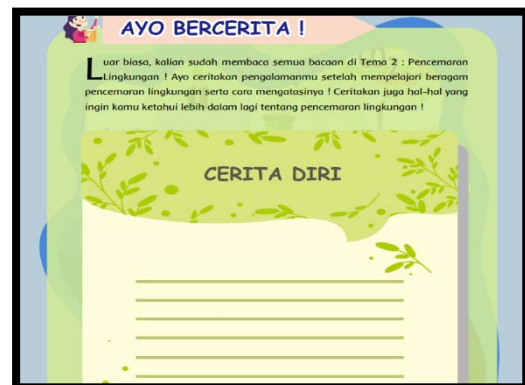 AYO BERCERITA !
Luar biasa, kalian sudah membaca semua bacaan di Tema 2 : Pencemaran
Lingkungan ! Ayo ceritakan pengalamanmu setelah mempelajari beragam
pencemaran lingkungan serta cara mengatasinya ! Ceritakan juga hal-hal yang
ingin kamu ketahui lebih dalam lagi tentang pencemaran lingkungan !
CERITA DIRI